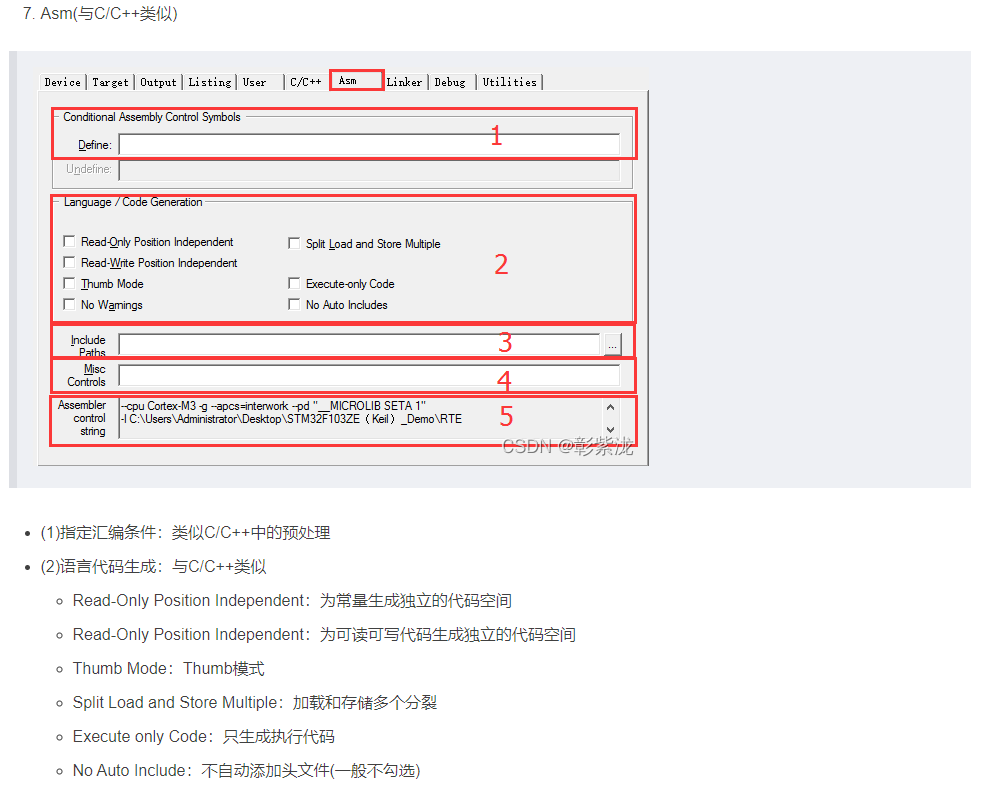 7. Asm(与C/C++类似)
Device Target Output Listing User C/C++ Asm Linker Debug Utilities
Conditional Assembly Control Symbols
1
Define:
Undefine:
Language / Code Generation
Read-Only Position Independent Split Load and Store Multiple
Read-Write Position Independent
2
Thumb Mode Execute-only Code
No Warnings No Auto Includes
Include
Paths
3
...
Misc
Controls
4
Assembler
control
string
--cpu Cortex-M3 -g --apcs=interwork --pd "__MICROLIB SETA 1"
-I C:\Users\Administrator\Desktop\STM32F103ZE（Keil）_Demo\RTE
5
CSDN @彰紫泷
(1)指定汇编条件：类似C/C++中的预处理
(2)语言代码生成：与C/C++类似
Read-Only Position Independent：为常量生成独立的代码空间
Read-Only Position Independent：为可读可写代码生成独立的代码空间
Thumb Mode：Thumb模式
Split Load and Store Multiple：加载和存储多个分裂
Execute only Code：只生成执行代码
No Auto Include：不自动添加头文件(一般不勾选)